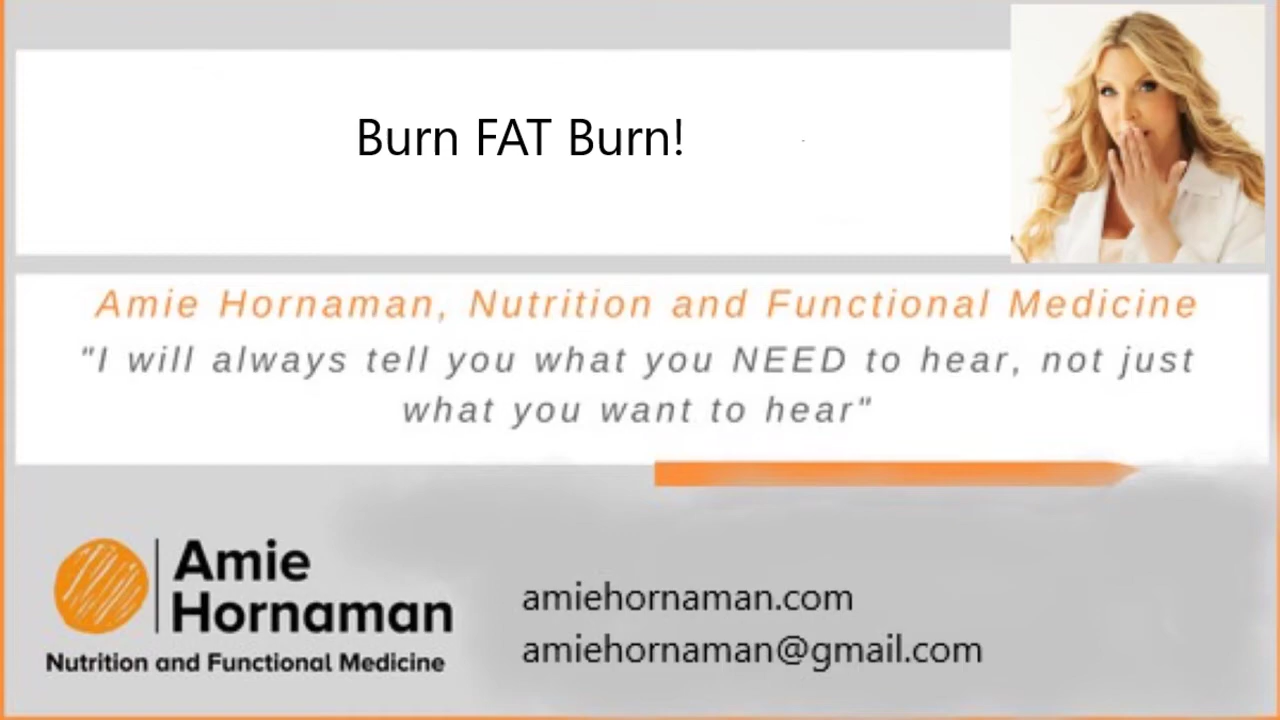 Burn FAT Burn!
Amie Hornaman, Nutrition and Functional Medicine
"I will always tell you what you NEED to hear, not just
what you want to hear"
Amie
Hornaman
Nutrition and Functional Medicine
amiehornaman.com
amiehornaman@gmail.com